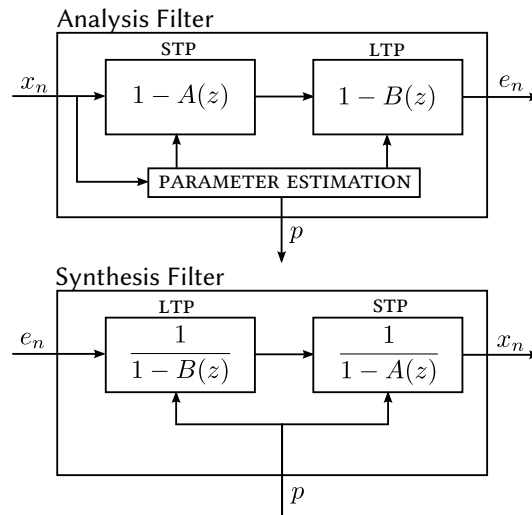 Analysis Filter
STP LTP
x_n 1 − A(z) 1 − B(z) e_n
PARAMETER ESTIMATION
p
Synthesis Filter
LTP STP
e_n 1/(1 − B(z)) 1/(1 − A(z)) x_n
p